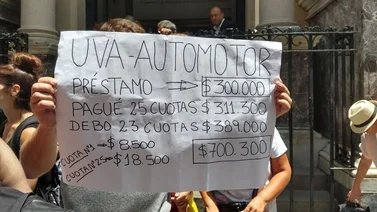 UVA-AUTOMOTOR
PRÉSTAMO ⇒ $300.000
PAGUÉ 25 CUOTAS $311.300
DEBO 23 CUOTAS $389.000
$700.300
CUOTA Nº1 → $8.500
CUOTA Nº25 → $18.500